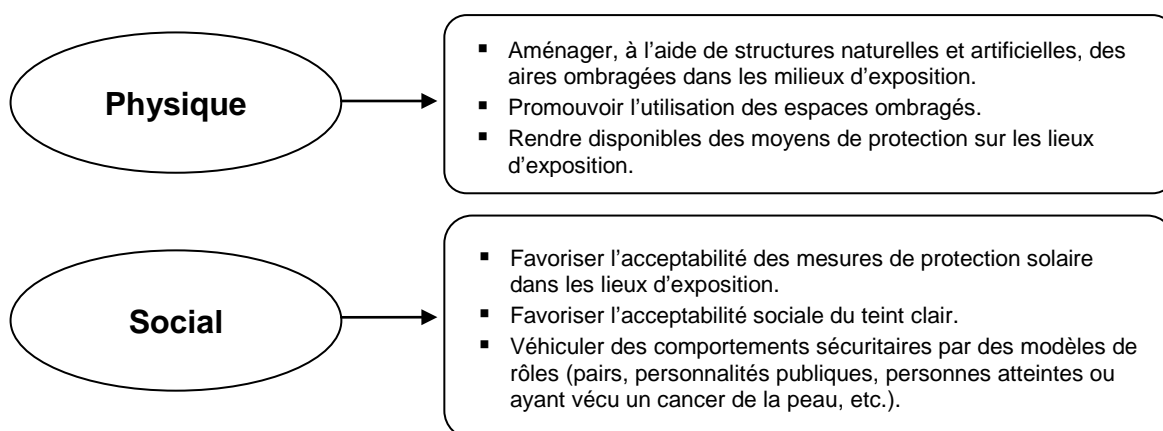 Physique
▪ Aménager, à l’aide de structures naturelles et artificielles, des
aires ombragées dans les milieux d’exposition.
▪ Promouvoir l’utilisation des espaces ombragés.
▪ Rendre disponibles des moyens de protection sur les lieux
d’exposition.
Social
▪ Favoriser l’acceptabilité des mesures de protection solaire
dans les lieux d’exposition.
▪ Favoriser l’acceptabilité sociale du teint clair.
▪ Véhiculer des comportements sécuritaires par des modèles de
rôles (pairs, personnalités publiques, personnes atteintes ou
ayant vécu un cancer de la peau, etc.).